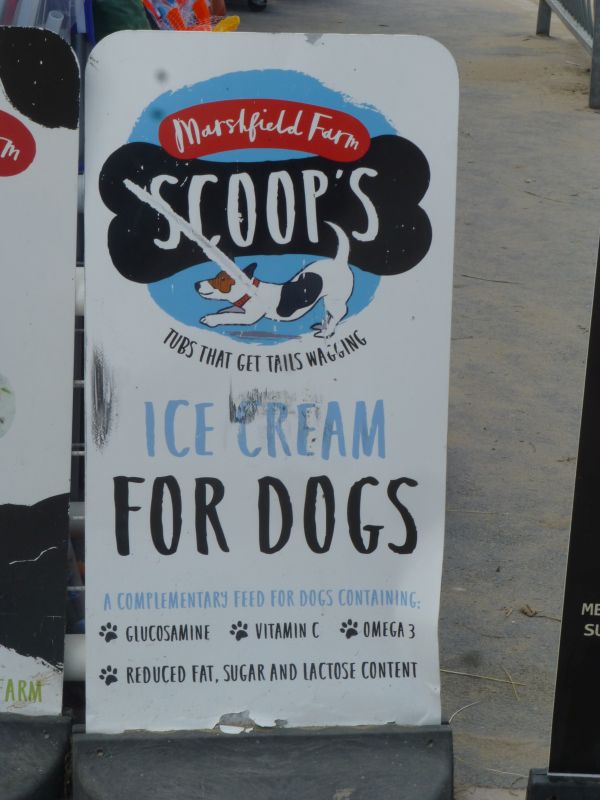 Marshfield Farm
SCOOP'S
TUBS THAT GET TAILS WAGGING
ICE CREAM
FOR DOGS
A COMPLEMENTARY FEED FOR DOGS CONTAINING:
GLUCOSAMINE VITAMIN C OMEGA 3
REDUCED FAT, SUGAR AND LACTOSE CONTENT
ARM